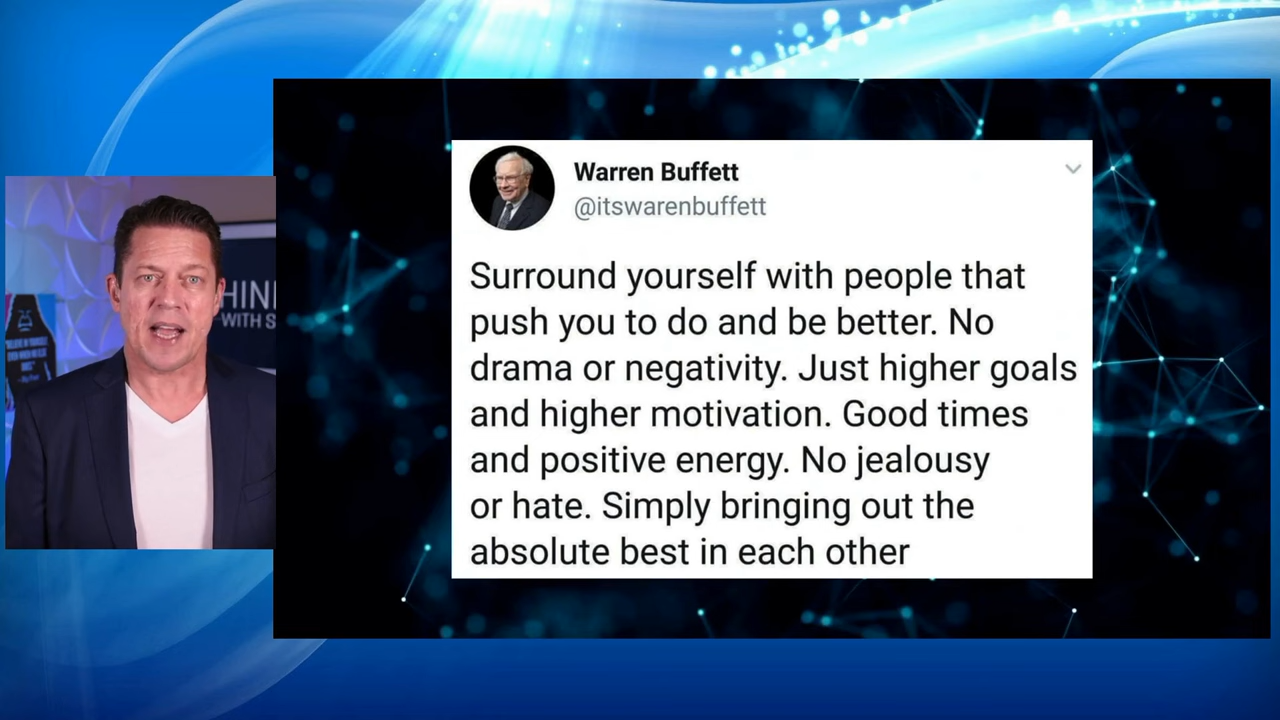 HIN
WITH S
Warren Buffett
@itswarenbuffett
Surround yourself with people that
push you to do and be better. No
drama or negativity. Just higher goals
and higher motivation. Good times
and positive energy. No jealousy
or hate. Simply bringing out the
absolute best in each other